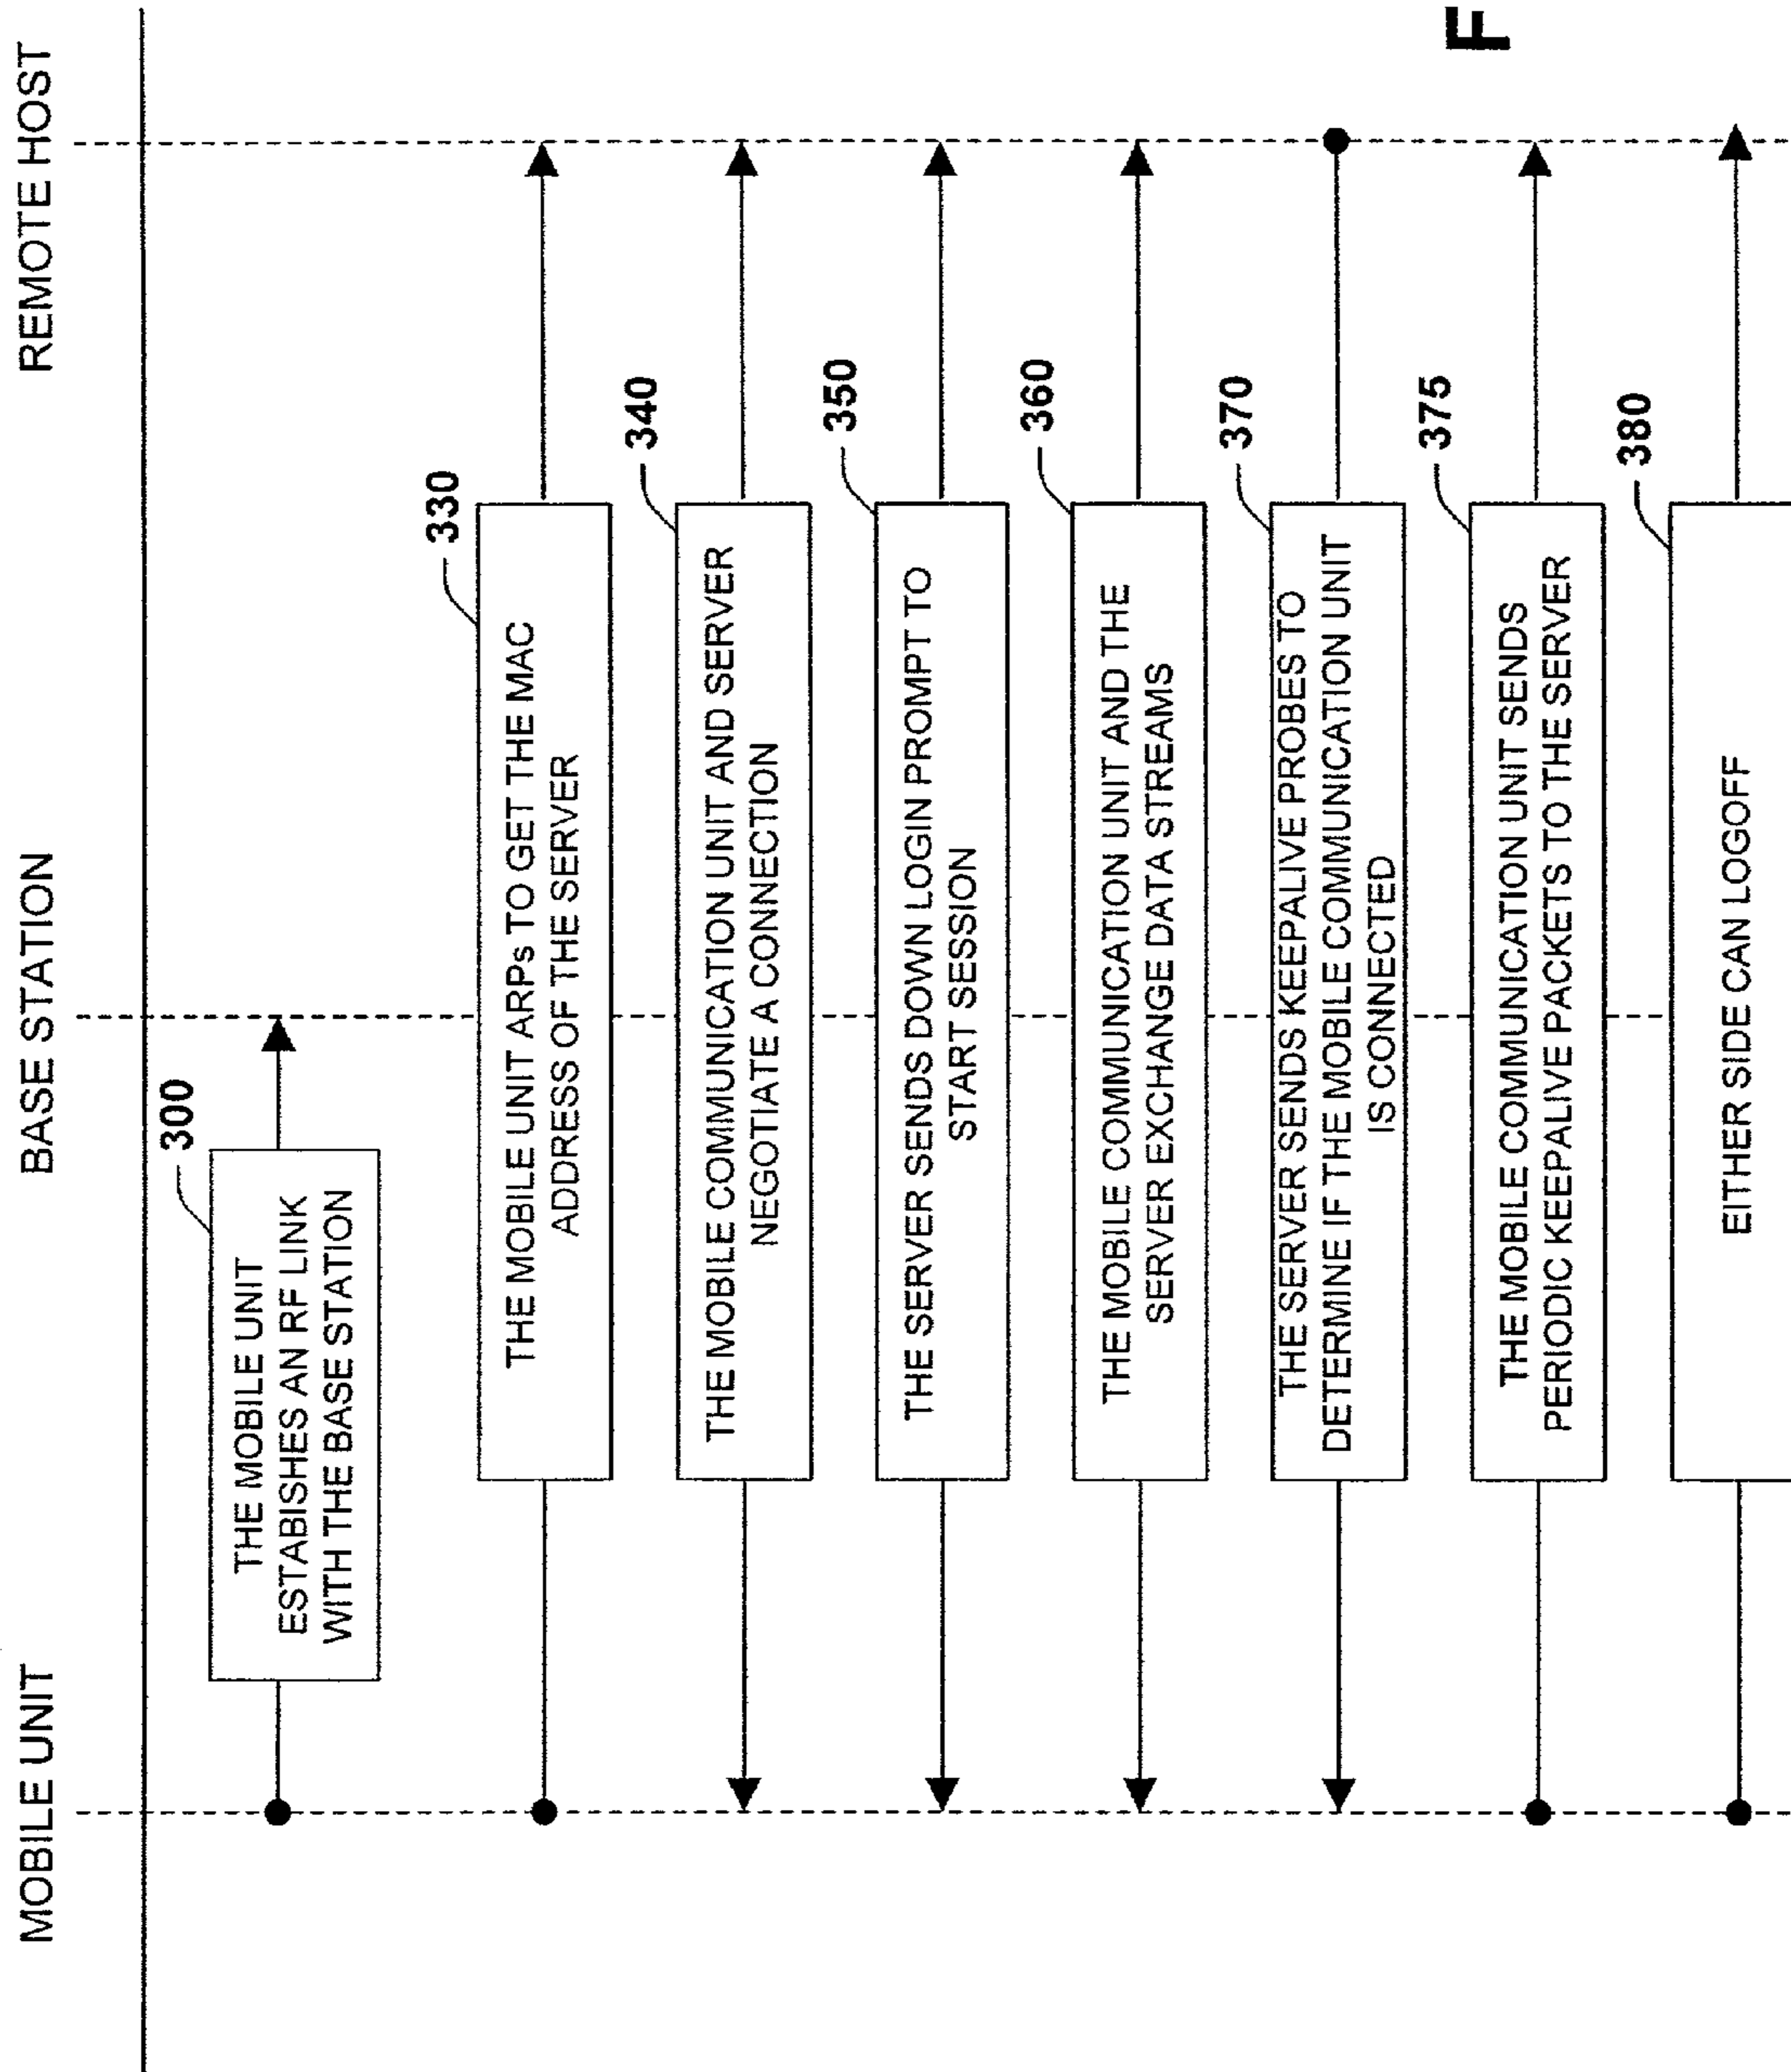 MOBILE UNIT
BASE STATION
REMOTE HOST
300
THE MOBILE UNIT
ESTABISHES AN RF LINK
WITH THE BASE STATION
330
THE MOBILE UNIT ARPs TO GET THE MAC
ADDRESS OF THE SERVER
340
THE MOBILE COMMUNICATION UNIT AND SERVER
NEGOTIATE A CONNECTION
350
THE SERVER SENDS DOWN LOGIN PROMPT TO
START SESSION
360
THE MOBILE COMMUNICATION UNIT AND THE
SERVER EXCHANGE DATA STREAMS
370
THE SERVER SENDS KEEPALIVE PROBES TO
DETERMINE IF THE MOBILE COMMUNICATION UNIT
IS CONNECTED
375
THE MOBILE COMMUNICATION UNIT SENDS
PERIODIC KEEPALIVE PACKETS TO THE SERVER
380
EITHER SIDE CAN LOGOFF
F